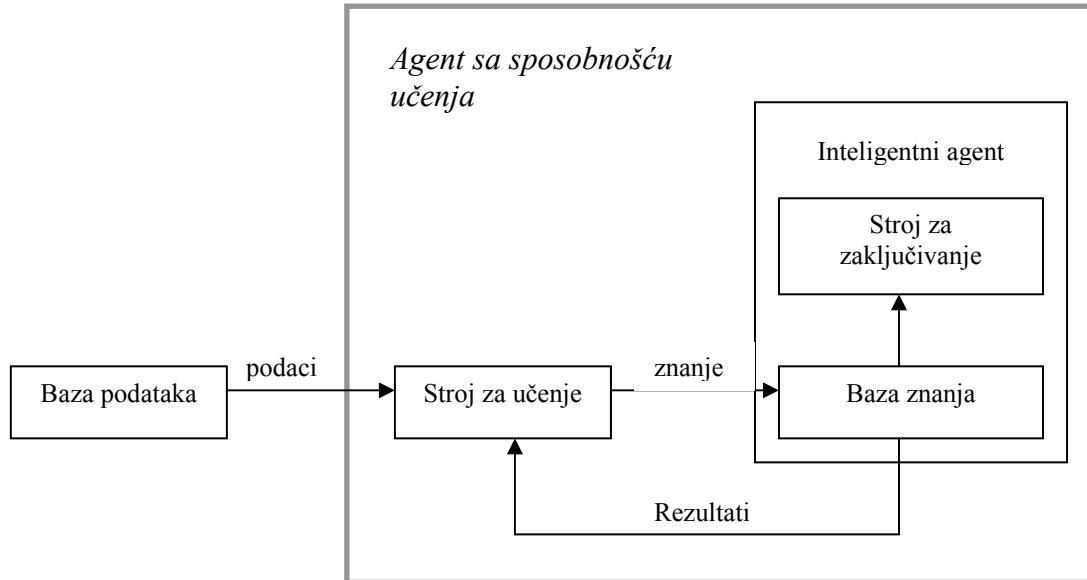 Agent sa sposobnošću
učenja
Inteligentni agent
Stroj za
zaključivanje
podaci
znanje
Baza podataka
Stroj za učenje
Baza znanja
Rezultati